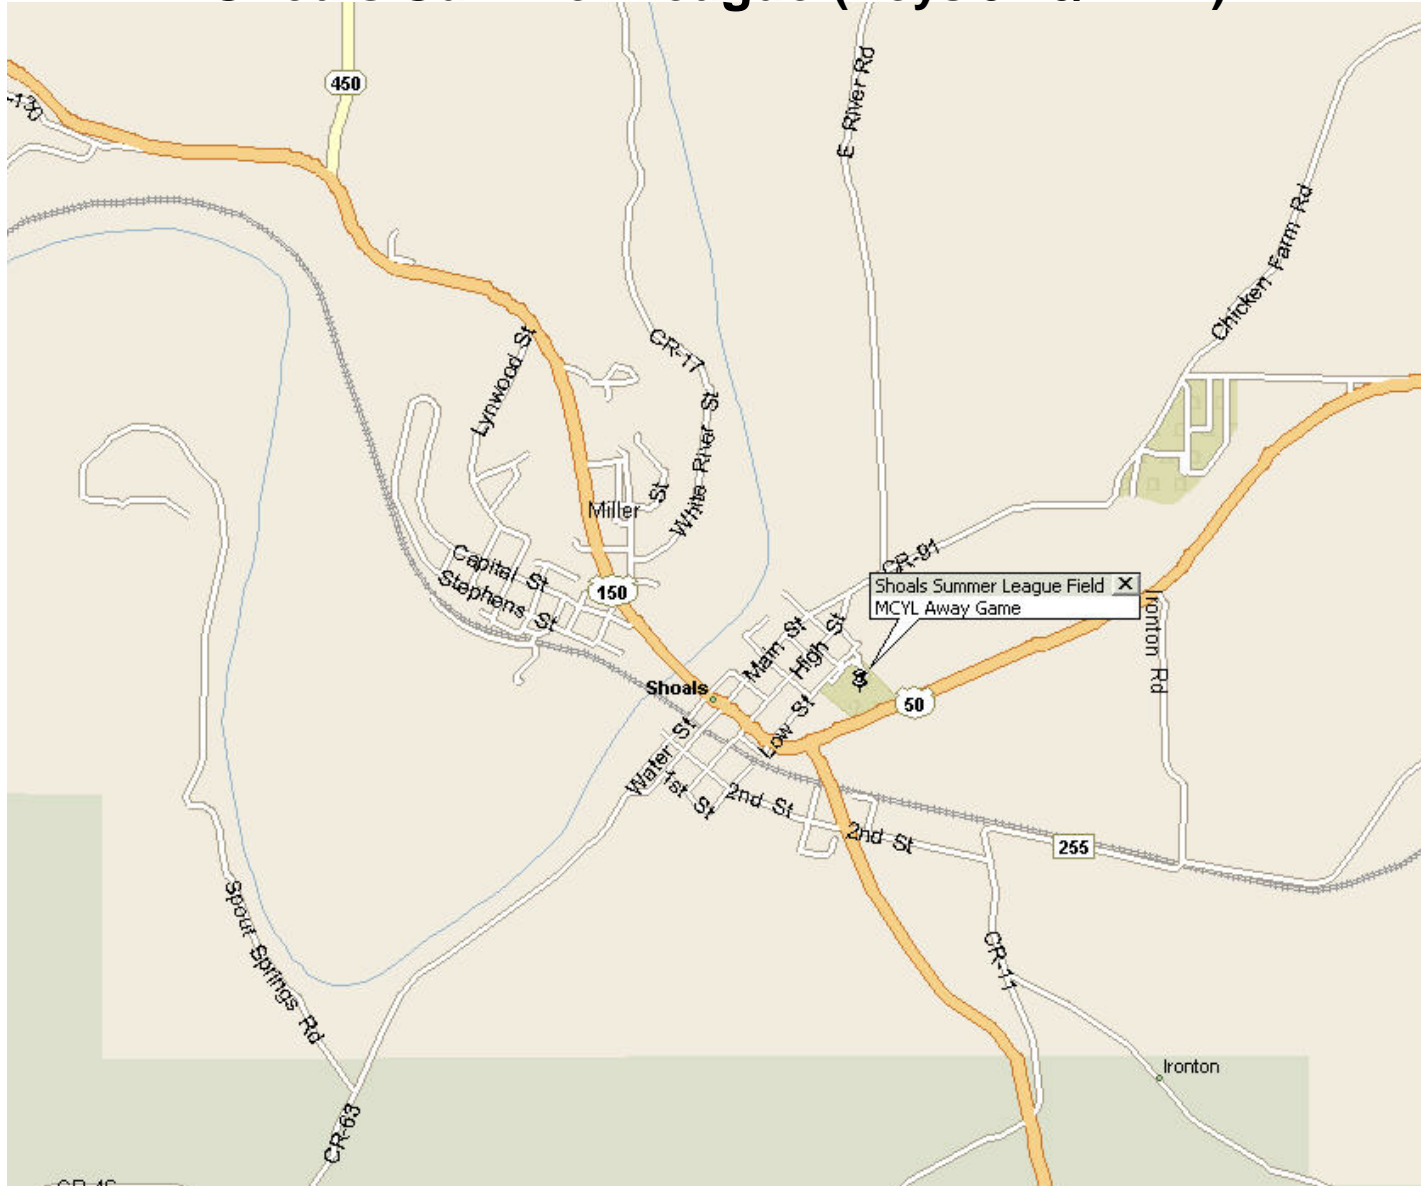 450
E River Rd
Chicken Farm Rd
Lynwood St
CR-17
White River St
Miller St
Capital St
Stephens St
150
CR-91
Shoals Summer League Field
MCYL Away Game
Ironton Rd
Main St
High St
Shoals
50
Low St
Water St
1st St
2nd St
2nd St
255
Spout Springs Rd
CR-11
Ironton
CR-63